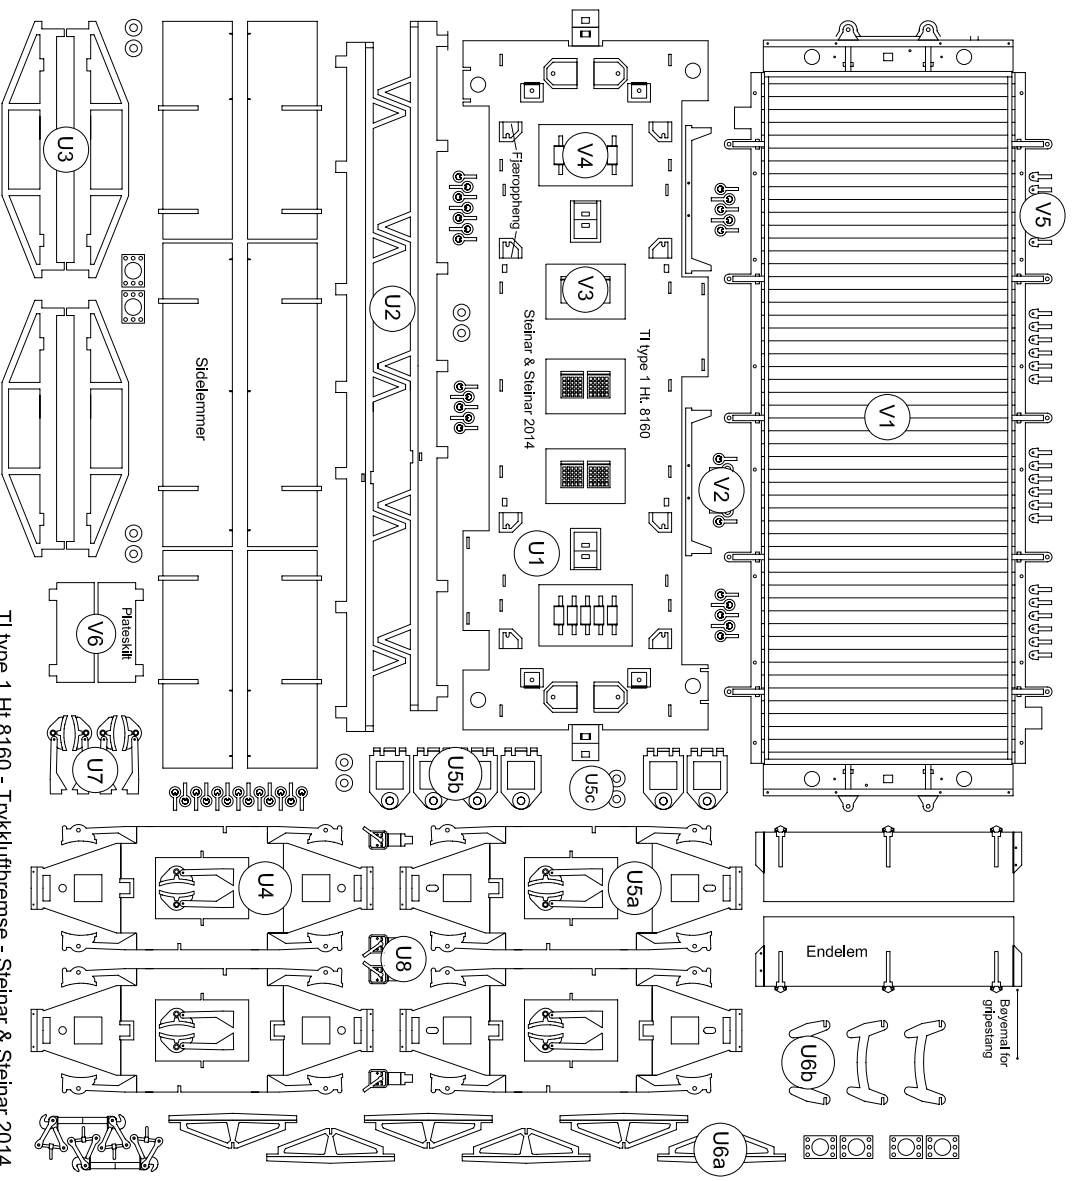 V5
V1
V4
Fjæroppheng
V3
TI type 1 Ht. 8160
Steinar & Steinar 2014
V2
U1
U2
U3
Sidelemmer
Plateskilt
V6
U7
U5b
U5c
U4
U5a
U8
Endelem
Bøyemal for
gripestang
U6b
U6a
TI type 1 Ht 8160 - Trykkluftbremse - Steinar & Steinar 2014